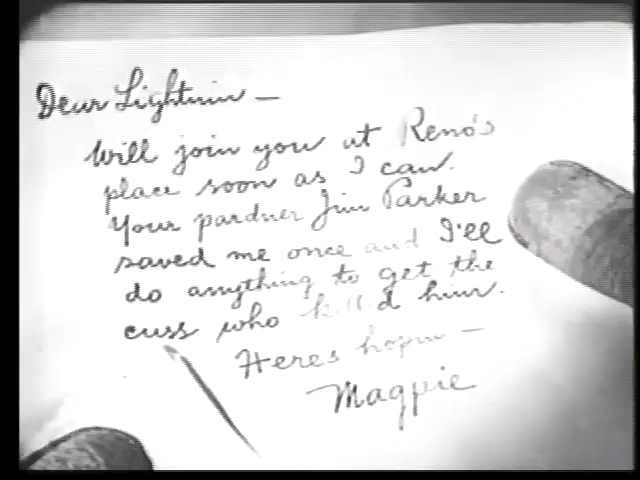 Dear Lightnin —
Will join you at Reno's
place soon as I can.
Your pardner Jim Parker
saved me once and I'll
do anything to get the
cuss who killed him.
Heres hopin —
Magpie